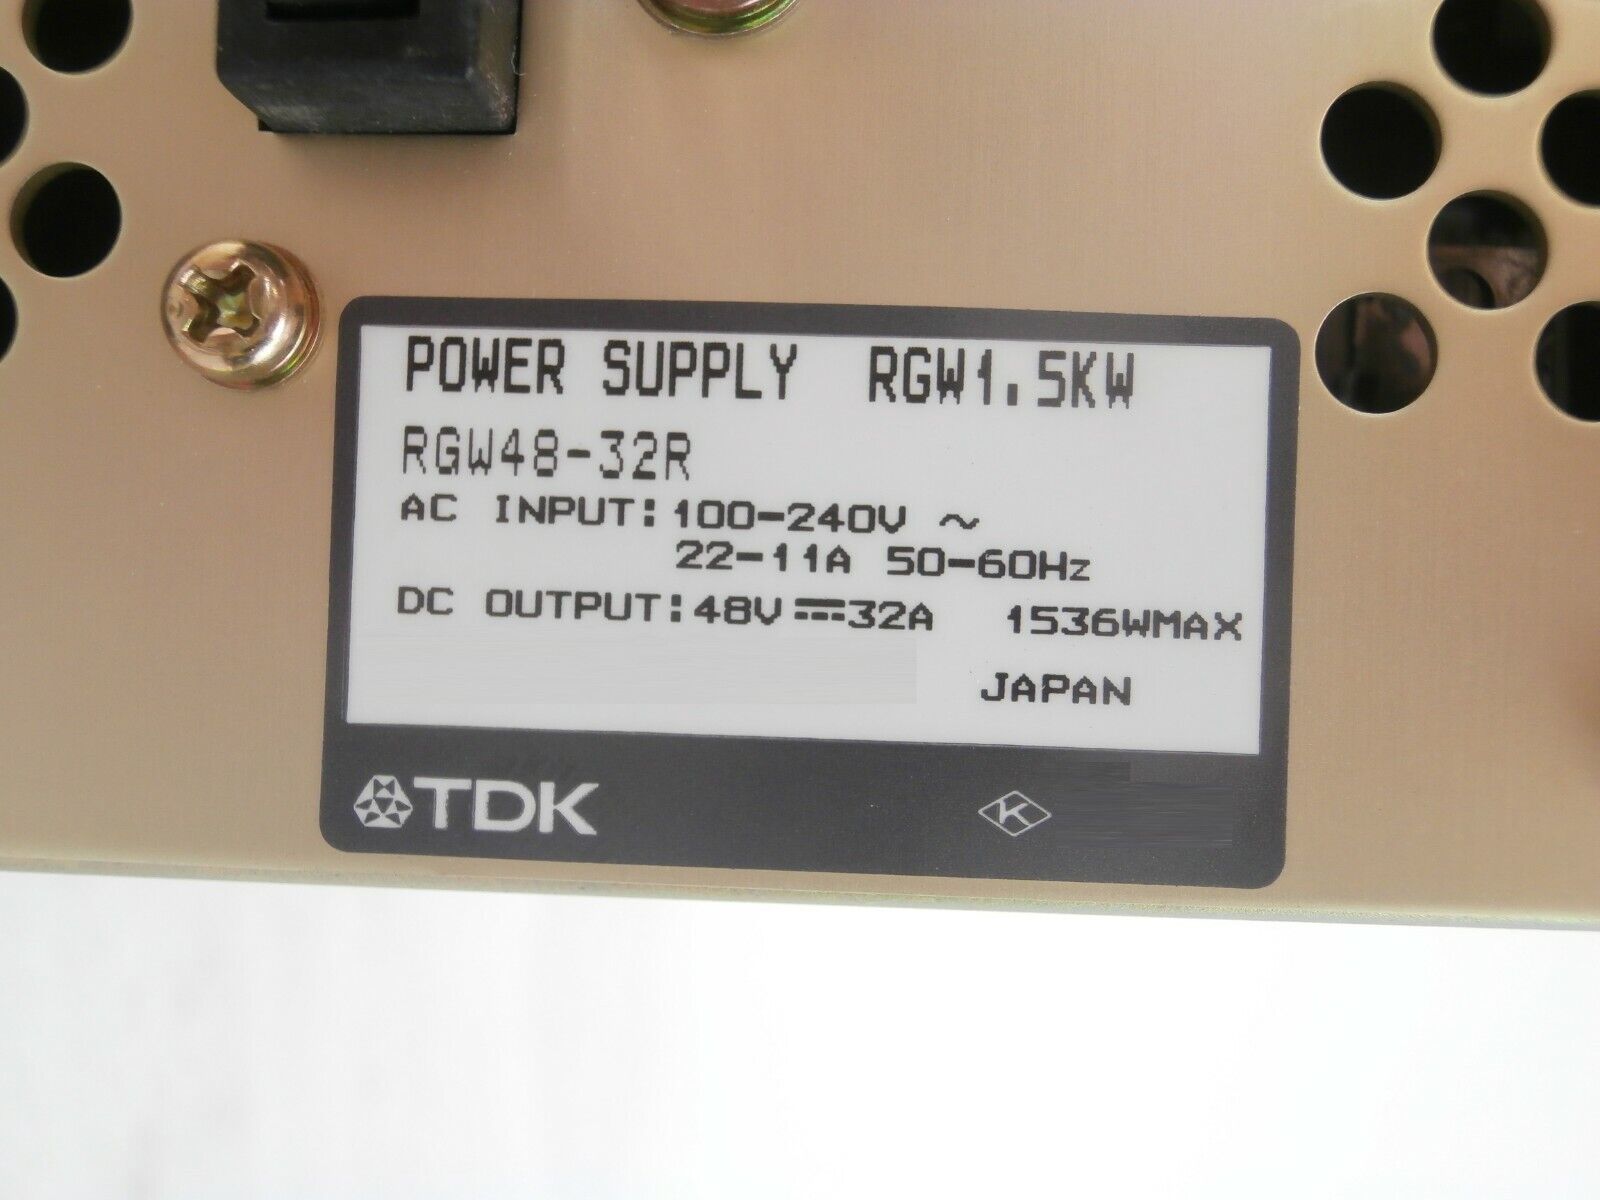 POWER SUPPLY RGW1.5KW
RGW48-32R
AC INPUT:100-240V ~
22-11A 50-60Hz
DC OUTPUT:48V⎓32A 1536WMAX
JAPAN
TDK
K